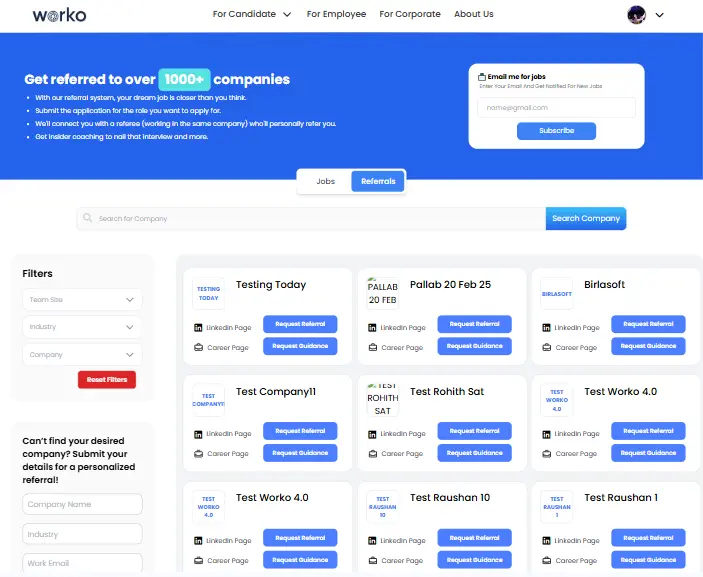 worko
For Candidate For Employee For Corporate About Us
Get referred to over 1000+ companies
• With our referral system, your dream job is closer than you think.
• Submit the application for the role you want to apply for.
• We'll connect you with a referee (working in the same company) who'll personally refer you.
• Get insider coaching to nail that interview and more.
Email me for jobs
Enter Your Email And Get Notified For New Jobs
name@gmail.com
Subscribe
Jobs Referrals
Search for Company Search Company
Filters
Team Size
Industry
Company
Reset Filters
Can't find your desired
company? Submit your
details for a personalized
referral!
Company Name
Industry
Work Email
TESTING
TODAY
Testing Today
LinkedIn Page Request Referral
Career Page Request Guidance
PALLAB
20 FEB
Pallab 20 Feb 25
LinkedIn Page Request Referral
Career Page Request Guidance
BIRLASOFT
Birlasoft
LinkedIn Page Request Referral
Career Page Request Guidance
TEST
COMPANY11
Test Company11
LinkedIn Page Request Referral
Career Page Request Guidance
TEST
ROHITH
SAT
Test Rohith Sat
LinkedIn Page Request Referral
Career Page Request Guidance
TEST
WORKO
4.0
Test Worko 4.0
LinkedIn Page Request Referral
Career Page Request Guidance
TEST
WORKO
4.0
Test Worko 4.0
LinkedIn Page Request Referral
Career Page Request Guidance
TEST
RAUSHAN
10
Test Raushan 10
LinkedIn Page Request Referral
Career Page Request Guidance
TEST
RAUSHAN
1
Test Raushan 1
LinkedIn Page Request Referral
Career Page Request Guidance